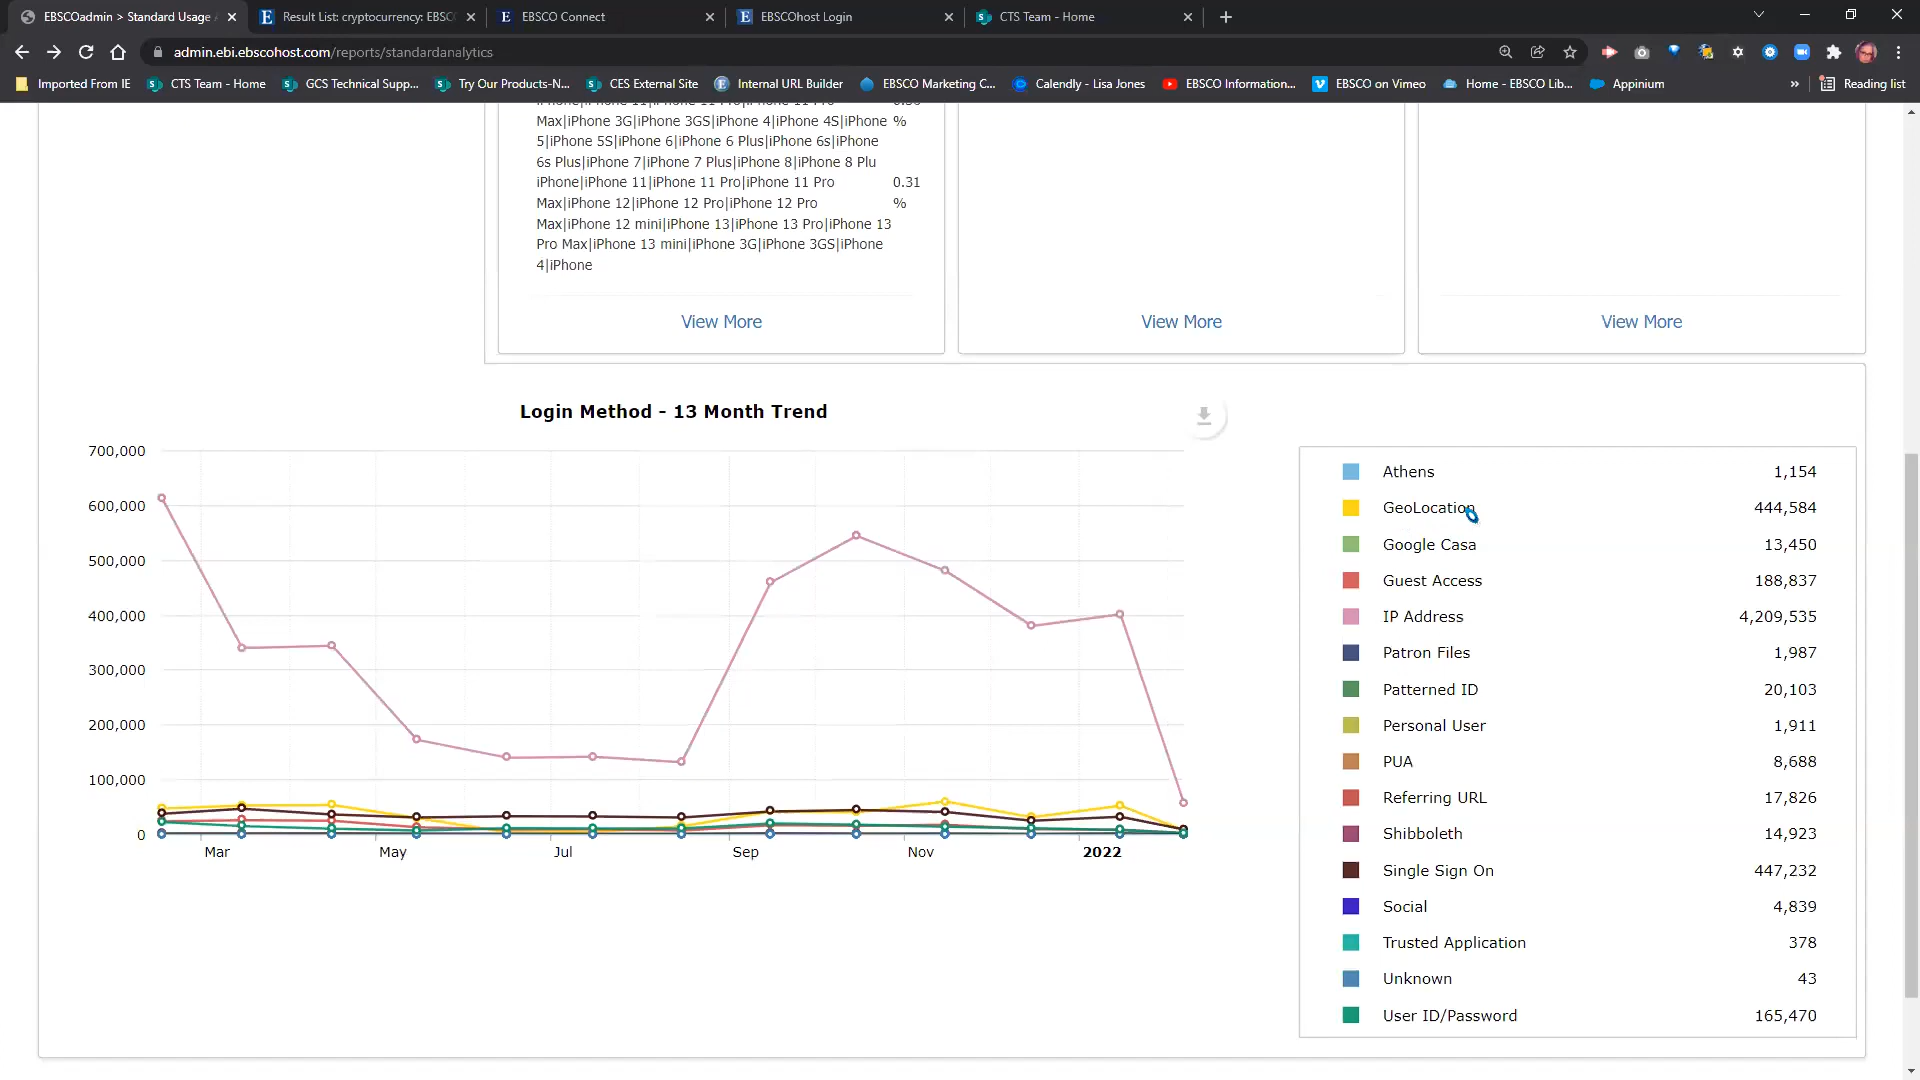 EBSCOadmin > Standard Usage
Result List: cryptocurrency: EBSC
EBSCO Connect
EBSCOhost Login
CTS Team - Home
admin.ebi.ebscohost.com/reports/standardanalytics
Imported From IE
CTS Team - Home
GCS Technical Supp...
Try Our Products-N...
CES External Site
Internal URL Builder
EBSCO Marketing C...
Calendly - Lisa Jones
EBSCO Information...
EBSCO on Vimeo
Home - EBSCO Lib...
Appinium
»
Reading list
Max|iPhone 3G|iPhone 3GS|iPhone 4|iPhone 4S|iPhone %
5|iPhone 5S|iPhone 6|iPhone 6 Plus|iPhone 6s|iPhone
6s Plus|iPhone 7|iPhone 7 Plus|iPhone 8|iPhone 8 Plu
iPhone|iPhone 11|iPhone 11 Pro|iPhone 11 Pro 0.31
Max|iPhone 12|iPhone 12 Pro|iPhone 12 Pro %
Max|iPhone 12 mini|iPhone 13|iPhone 13 Pro|iPhone 13
Pro Max|iPhone 13 mini|iPhone 3G|iPhone 3GS|iPhone
4|iPhone
View More
View More
View More
Login Method - 13 Month Trend
700,000
600,000
500,000
400,000
300,000
200,000
100,000
0
Mar May Jul Sep Nov 2022
Athens 1,154
GeoLocation 444,584
Google Casa 13,450
Guest Access 188,837
IP Address 4,209,535
Patron Files 1,987
Patterned ID 20,103
Personal User 1,911
PUA 8,688
Referring URL 17,826
Shibboleth 14,923
Single Sign On 447,232
Social 4,839
Trusted Application 378
Unknown 43
User ID/Password 165,470